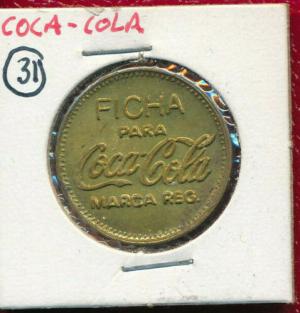 COCA-COLA
31
FICHA
PARA
Coca-Cola
MARCA REG.